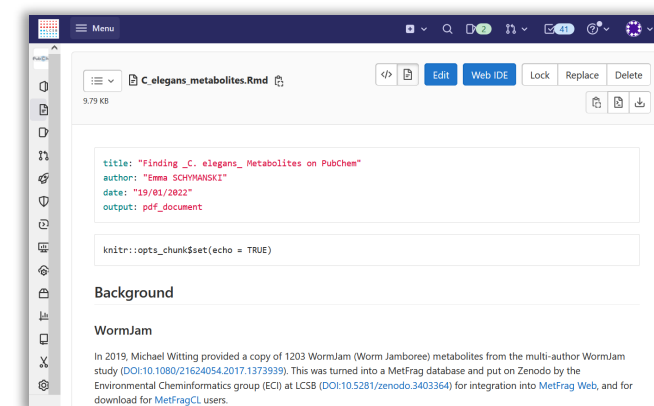 Menu
2
41
C_elegans_metabolites.Rmd
Edit
Web IDE
Lock
Replace
Delete
9.79 KB
title: "Finding _C. elegans_ Metabolites on PubChem"
author: "Emma SCHYMANSKI"
date: "19/01/2022"
output: pdf_document
knitr::opts_chunk$set(echo = TRUE)
Background
WormJam
In 2019, Michael Witting provided a copy of 1203 WormJam (Worm Jamboree) metabolites from the multi-author WormJam
study (DOI:10.1080/21624054.2017.1373939). This was turned into a MetFrag database and put on Zenodo by the
Environmental Cheminformatics group (ECI) at LCSB (DOI:10.5281/zenodo.3403364) for integration into MetFrag Web, and for
download for MetFragCL users.